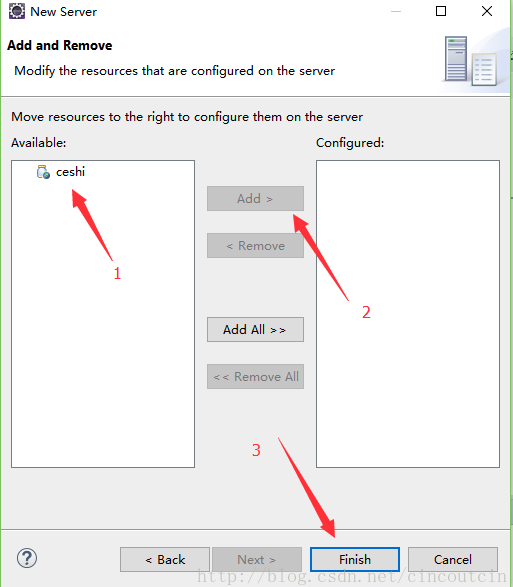 New Server
Add and Remove
Modify the resources that are configured on the server
Move resources to the right to configure them on the server
Available:
Configured:
ceshi
Add >
< Remove
1
2
Add All >>
<< Remove All
3
?
< Back
Next >
Finish
Cancel
http://blog.csdn.net/cincoutcin